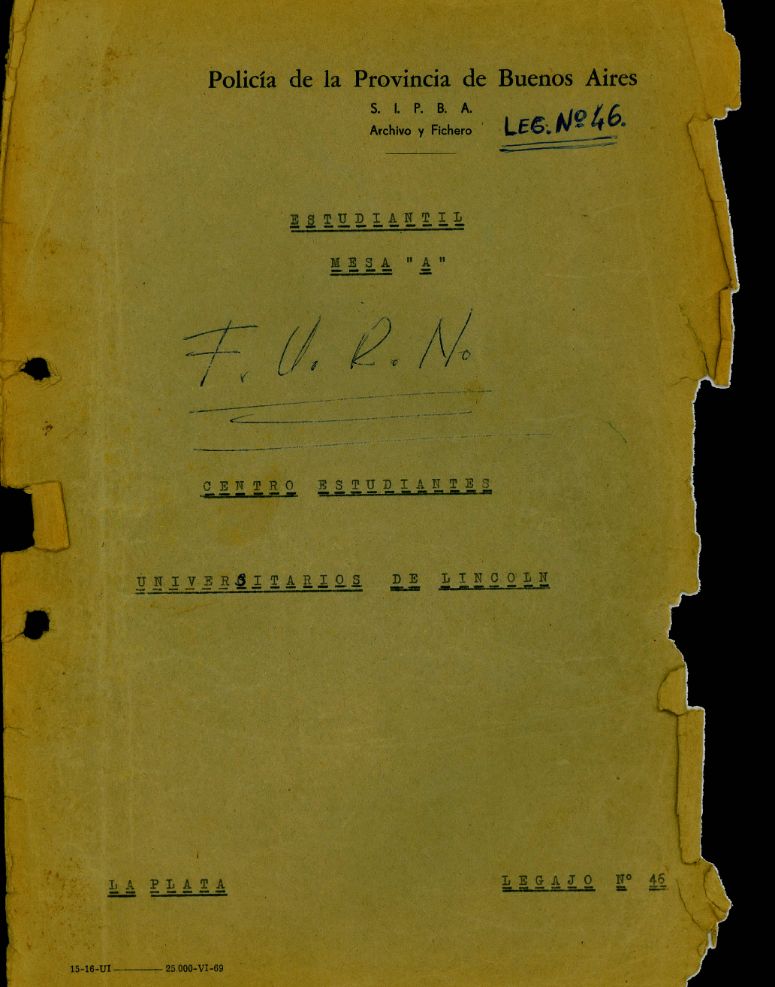 Policía de la Provincia de Buenos Aires
S. I. P. B. A.
Archivo y Fichero
LEG. Nº 46.
ESTUDIANTIL
MESA "A"
F. U. R. N.
CENTRO ESTUDIANTES
UNIVERSITARIOS DE LINCOLN
LA PLATA
LEGAJO Nº 46
15-16-UI——— 25.000-VI-69